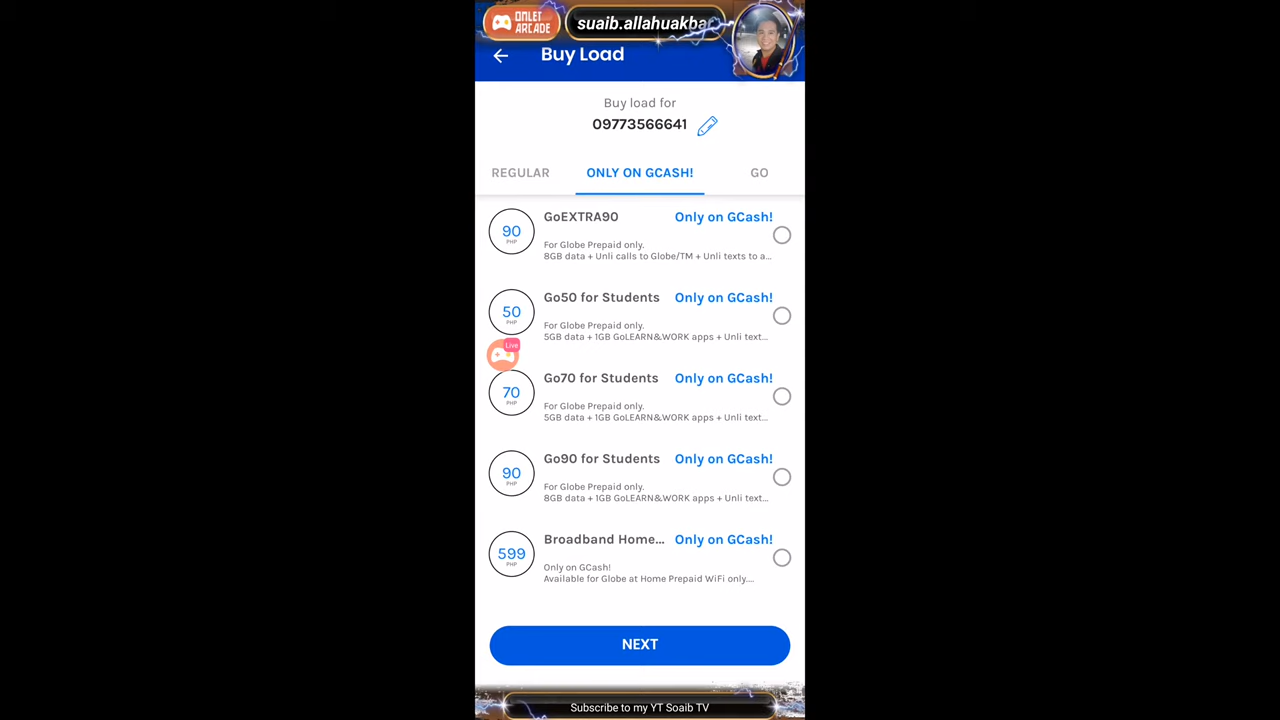 OMLET
ARCADE
suaib.allahuakba
Buy Load
Buy load for
09773566641
REGULAR
ONLY ON GCASH!
GO
90
PHP
GoEXTRA90
Only on GCash!
For Globe Prepaid only.
8GB data + Unli calls to Globe/TM + Unli texts to a...
50
PHP
Go50 for Students
Only on GCash!
For Globe Prepaid only.
5GB data + 1GB GoLEARN&WORK apps + Unli text...
Live
70
PHP
Go70 for Students
Only on GCash!
For Globe Prepaid only.
5GB data + 1GB GoLEARN&WORK apps + Unli text...
90
PHP
Go90 for Students
Only on GCash!
For Globe Prepaid only.
8GB data + 1GB GoLEARN&WORK apps + Unli text...
599
PHP
Broadband Home...
Only on GCash!
Only on GCash!
Available for Globe at Home Prepaid WiFi only....
NEXT
Subscribe to my YT Soaib TV